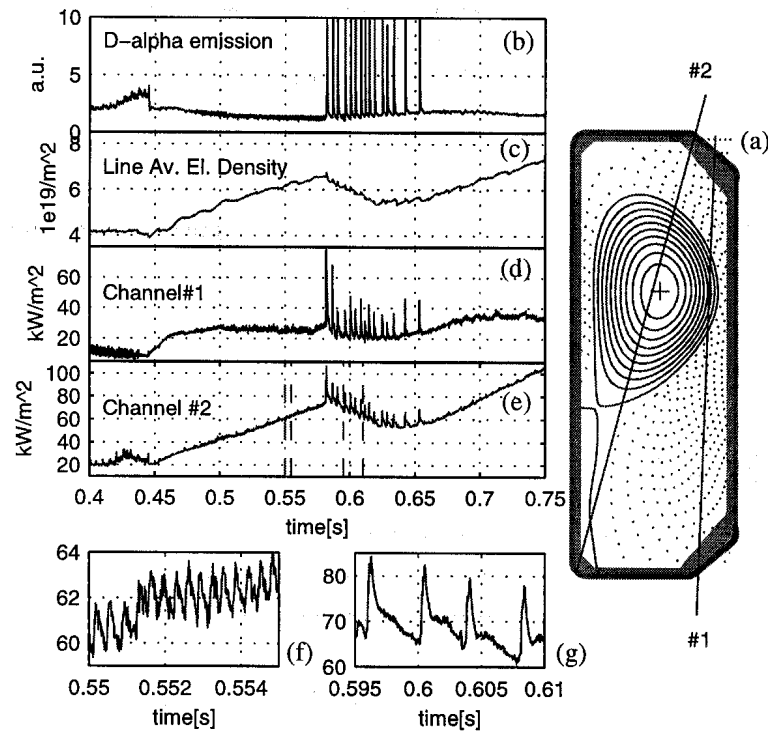 D-alpha emission
(b)
10
5
0
a.u.
(c)
Line Av. El. Density
8
6
4
1e19/m^2
(d)
Channel#1
60
40
20
kW/m^2
(e)
Channel #2
100
80
60
40
20
kW/m^2
0.4 0.45 0.5 0.55 0.6 0.65 0.7 0.75
time[s]
#2
(a)
#1
64
62
60
(f)
0.55 0.552 0.554
time[s]
80
70
60
(g)
0.595 0.6 0.605 0.61
time[s]